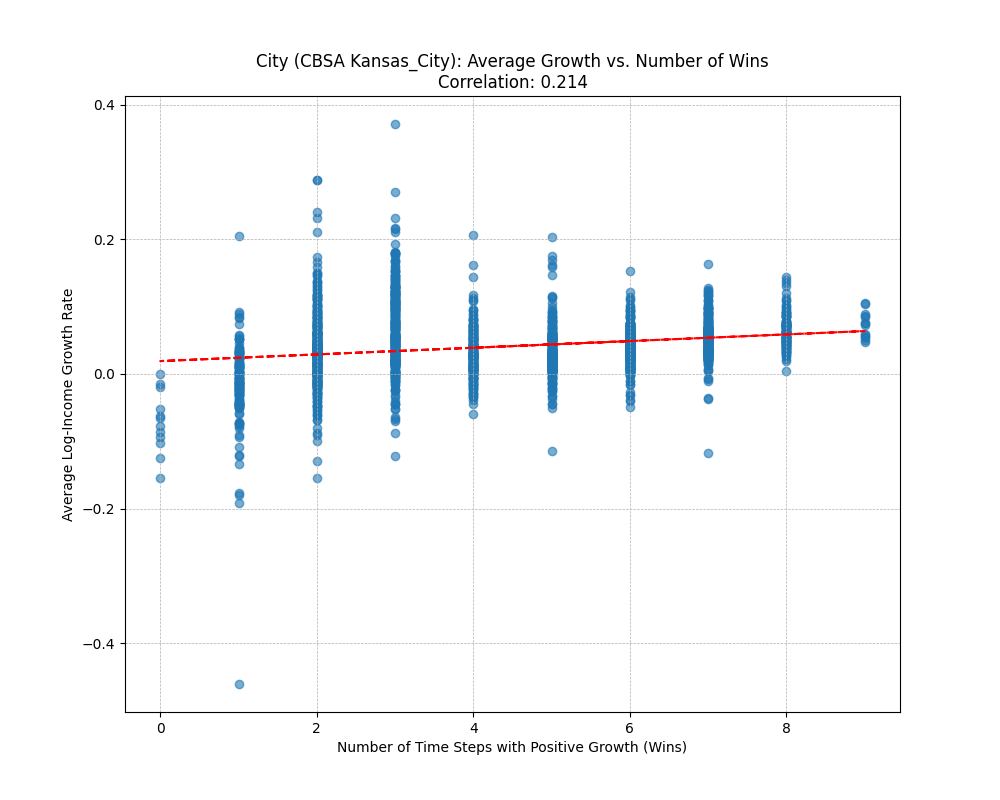 City (CBSA Kansas_City): Average Growth vs. Number of Wins
Correlation: 0.214
Average Log-Income Growth Rate
0.4
0.2
0.0
−0.2
−0.4
0 2 4 6 8
Number of Time Steps with Positive Growth (Wins)